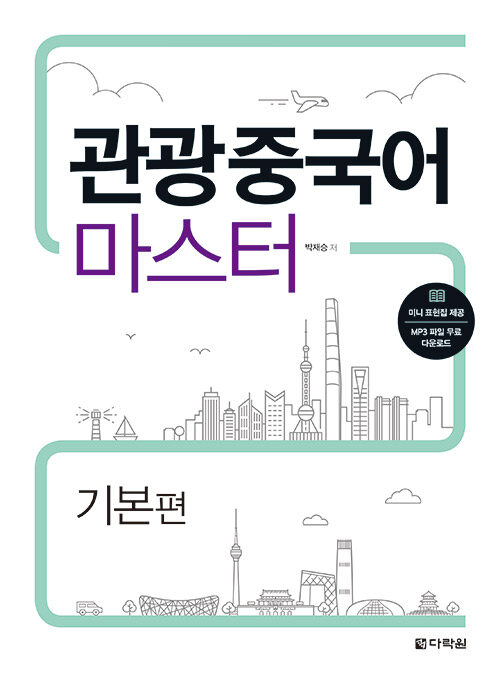 관광 중국어
마스터
박재승 저
미니 표현집 제공
MP3 파일 무료
다운로드
기본편
다락원